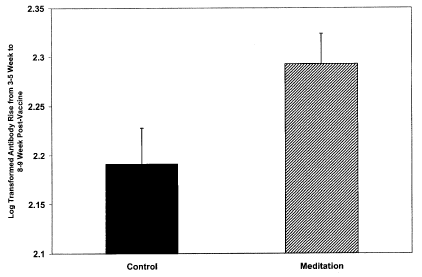 Log Transformed Antibody Rise from 3-5 Week to
8-9 Week Post-Vaccine
2.35
2.3
2.25
2.2
2.15
2.1
Control Meditation